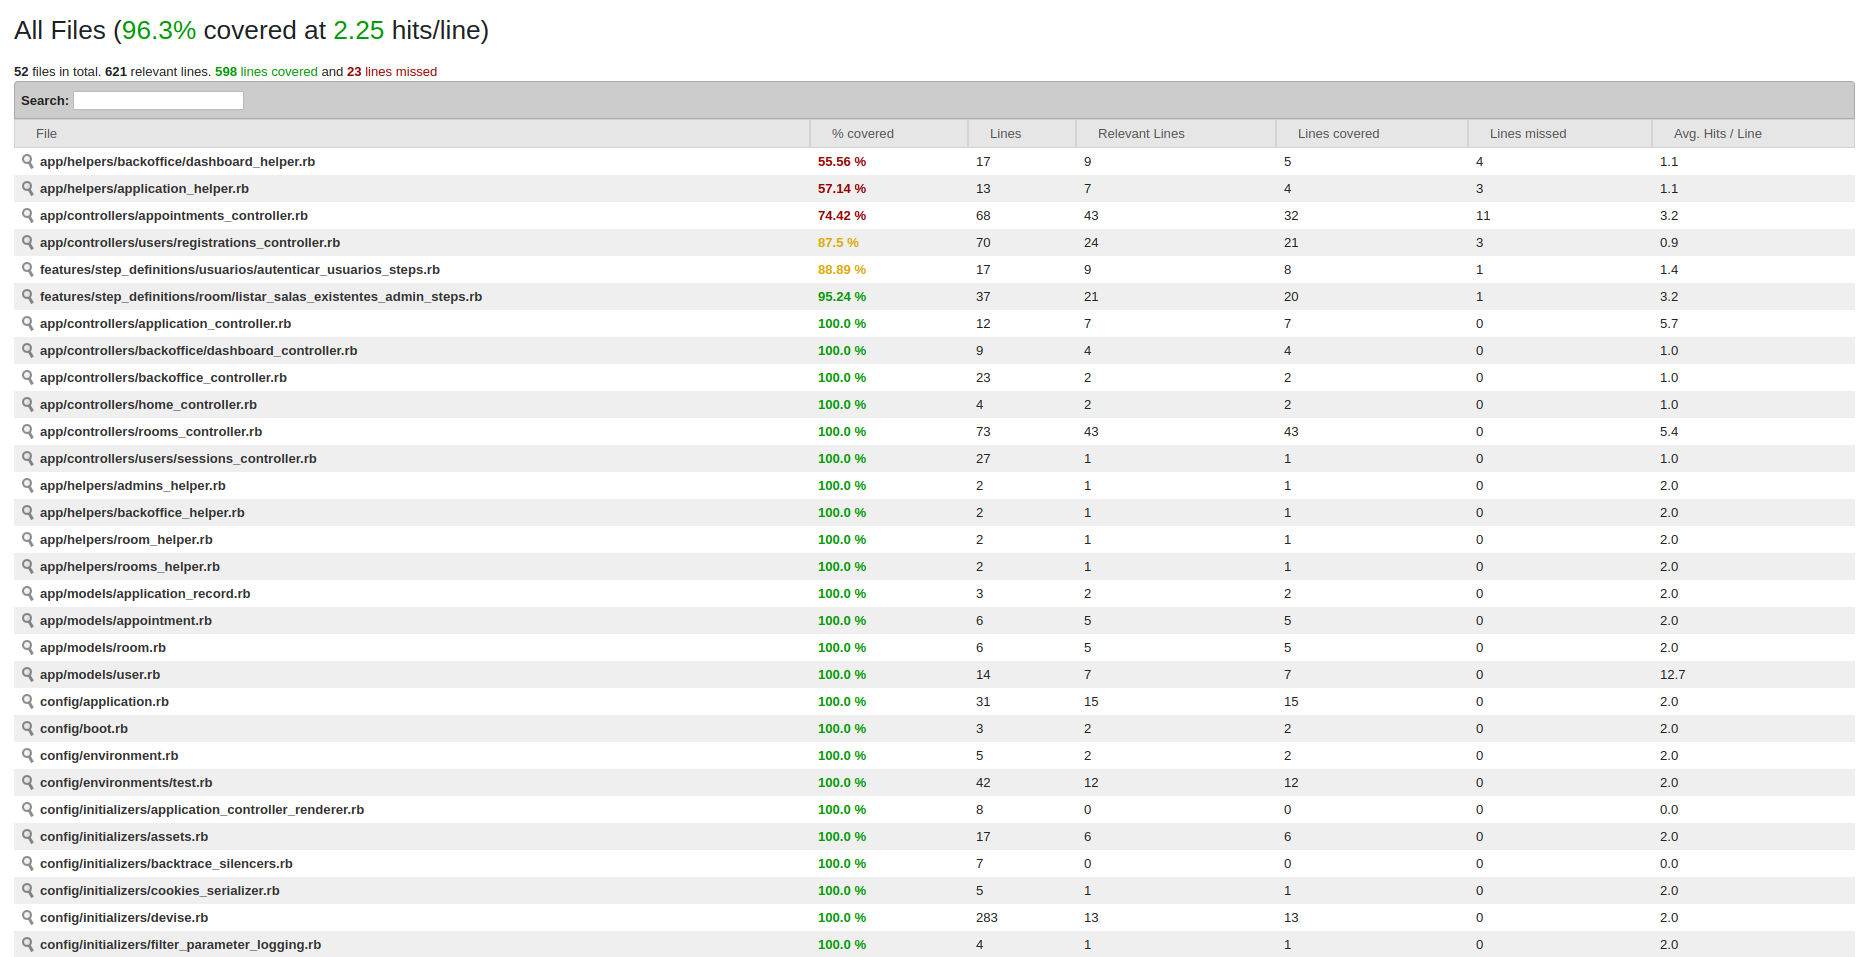 All Files (96.3% covered at 2.25 hits/line)
52 files in total. 621 relevant lines. 598 lines covered and 23 lines missed
Search:
File % covered Lines Relevant Lines Lines covered Lines missed Avg. Hits / Line
app/helpers/backoffice/dashboard_helper.rb 55.56 % 17 9 5 4 1.1
app/helpers/application_helper.rb 57.14 % 13 7 4 3 1.1
app/controllers/appointments_controller.rb 74.42 % 68 43 32 11 3.2
app/controllers/users/registrations_controller.rb 87.5 % 70 24 21 3 0.9
features/step_definitions/usuarios/autenticar_usuarios_steps.rb 88.89 % 17 9 8 1 1.4
features/step_definitions/room/listar_salas_existentes_admin_steps.rb 95.24 % 37 21 20 1 3.2
app/controllers/application_controller.rb 100.0 % 12 7 7 0 5.7
app/controllers/backoffice/dashboard_controller.rb 100.0 % 9 4 4 0 1.0
app/controllers/backoffice_controller.rb 100.0 % 23 2 2 0 1.0
app/controllers/home_controller.rb 100.0 % 4 2 2 0 1.0
app/controllers/rooms_controller.rb 100.0 % 73 43 43 0 5.4
app/controllers/users/sessions_controller.rb 100.0 % 27 1 1 0 1.0
app/helpers/admins_helper.rb 100.0 % 2 1 1 0 2.0
app/helpers/backoffice_helper.rb 100.0 % 2 1 1 0 2.0
app/helpers/room_helper.rb 100.0 % 2 1 1 0 2.0
app/helpers/rooms_helper.rb 100.0 % 2 1 1 0 2.0
app/models/application_record.rb 100.0 % 3 2 2 0 2.0
app/models/appointment.rb 100.0 % 6 5 5 0 2.0
app/models/room.rb 100.0 % 6 5 5 0 2.0
app/models/user.rb 100.0 % 14 7 7 0 12.7
config/application.rb 100.0 % 31 15 15 0 2.0
config/boot.rb 100.0 % 3 2 2 0 2.0
config/environment.rb 100.0 % 5 2 2 0 2.0
config/environments/test.rb 100.0 % 42 12 12 0 2.0
config/initializers/application_controller_renderer.rb 100.0 % 8 0 0 0 0.0
config/initializers/assets.rb 100.0 % 17 6 6 0 2.0
config/initializers/backtrace_silencers.rb 100.0 % 7 0 0 0 0.0
config/initializers/cookies_serializer.rb 100.0 % 5 1 1 0 2.0
config/initializers/devise.rb 100.0 % 283 13 13 0 2.0
config/initializers/filter_parameter_logging.rb 100.0 % 4 1 1 0 2.0